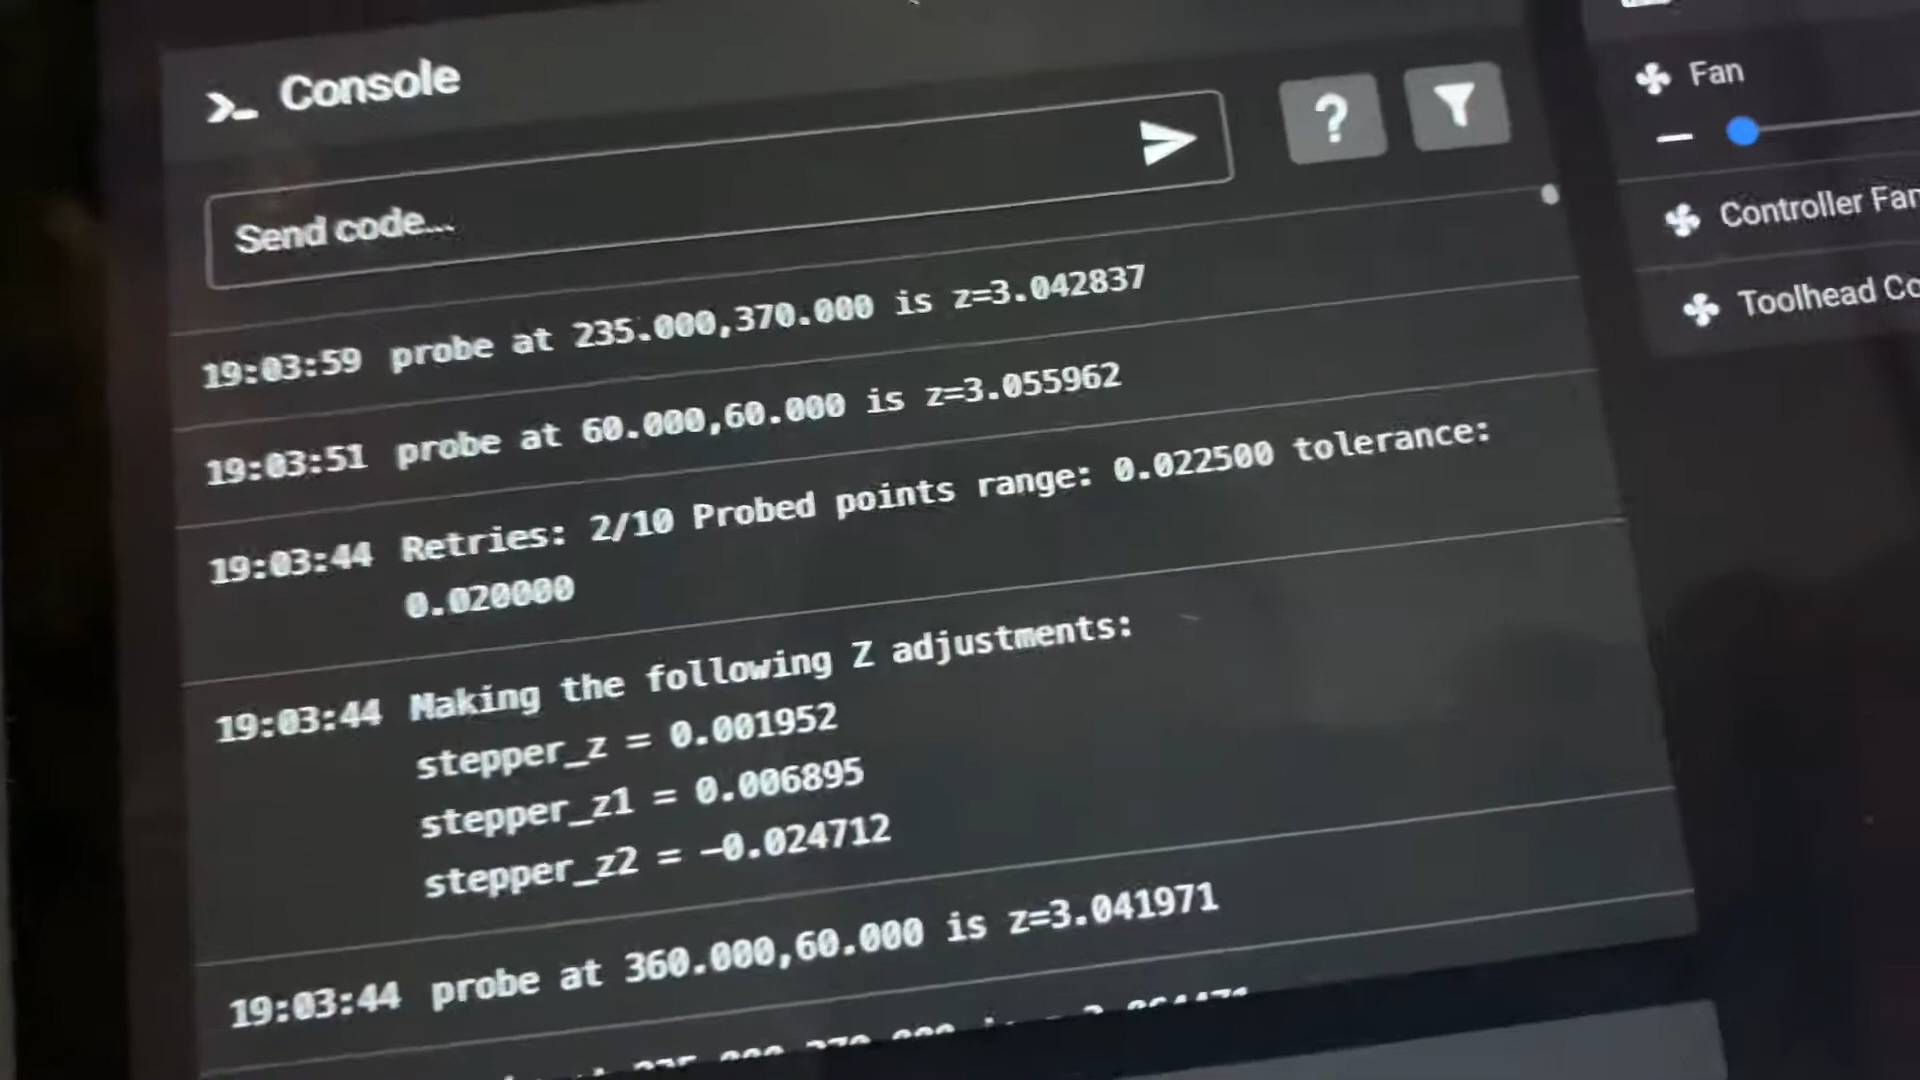 >_ Console
Send code...
19:03:59 probe at 235.000,370.000 is z=3.042837
19:03:51 probe at 60.000,60.000 is z=3.055962
19:03:44 Retries: 2/10 Probed points range: 0.022500 tolerance:
0.020000
19:03:44 Making the following Z adjustments:
stepper_z = 0.001952
stepper_z1 = 0.006895
stepper_z2 = -0.024712
19:03:44 probe at 360.000,60.000 is z=3.041971
Fan
Controller Fan
Toolhead Co